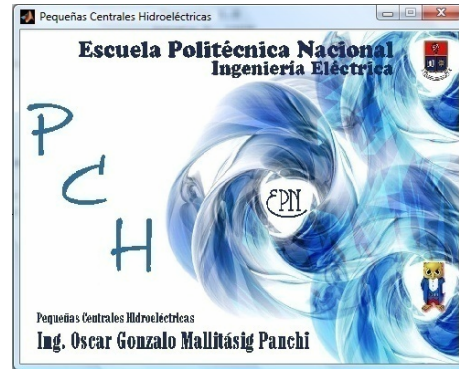 Pequeñas Centrales Hidroeléctricas
Escuela Politécnica Nacional
Ingeniería Eléctrica
P
C
H
EPN
Pequeñas Centrales Hidroeléctricas
Ing. Oscar Gonzalo Mallitásig Panchi